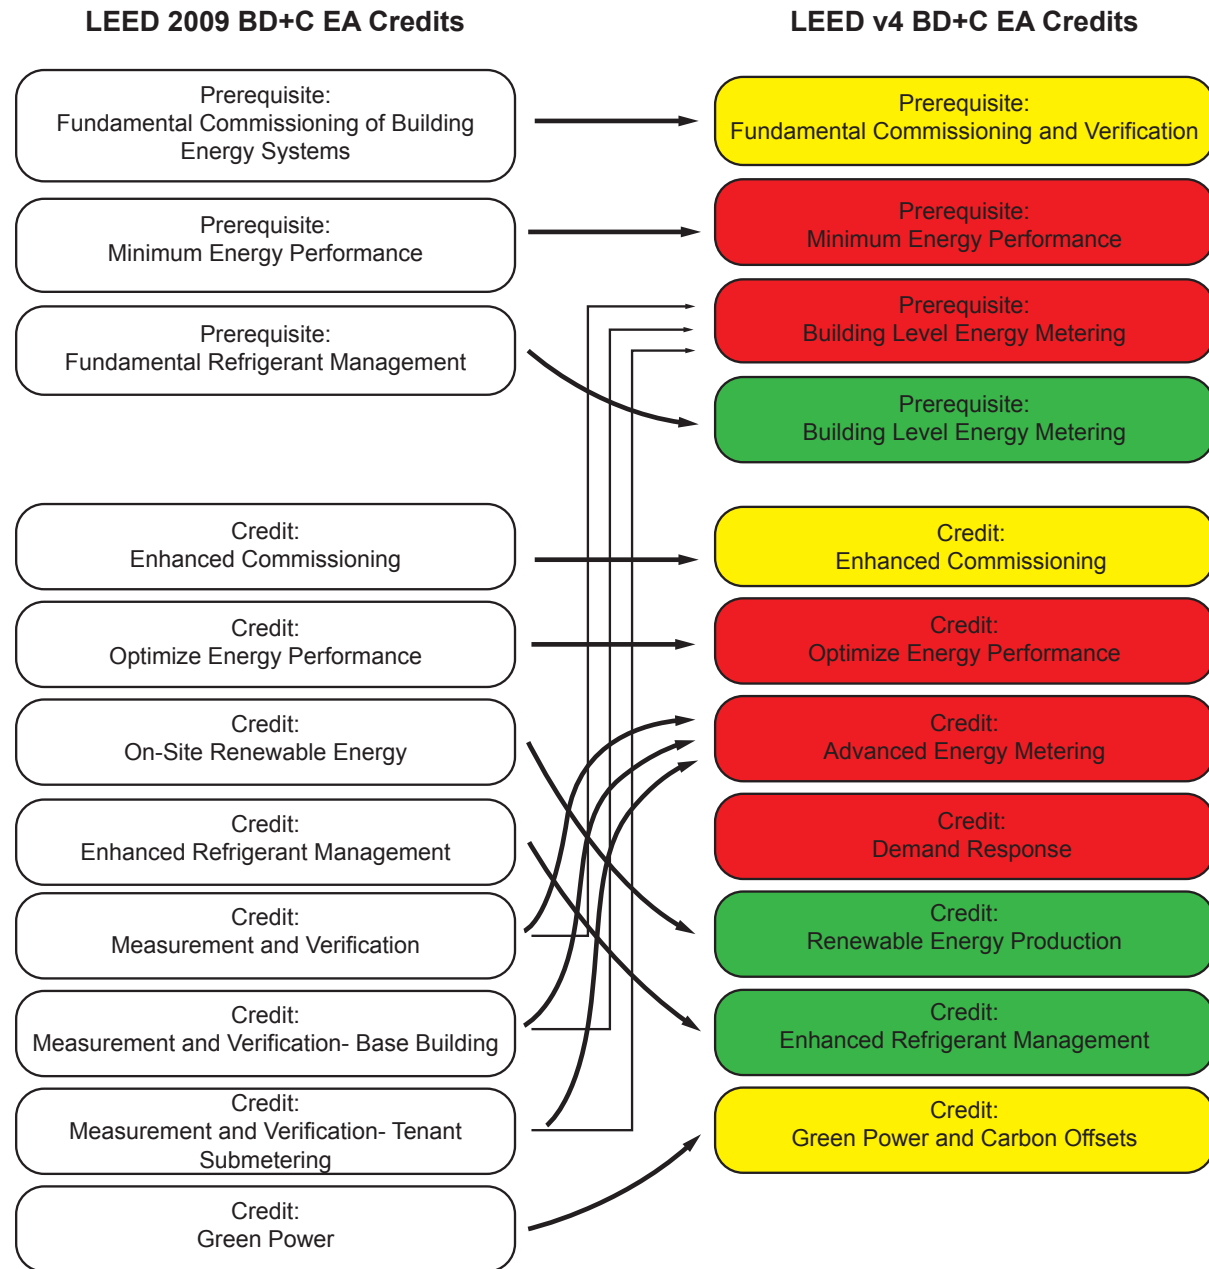 LEED 2009 BD+C EA Credits
Prerequisite:
Fundamental Commissioning of Building
Energy Systems
Prerequisite:
Minimum Energy Performance
Prerequisite:
Fundamental Refrigerant Management
Credit:
Enhanced Commissioning
Credit:
Optimize Energy Performance
Credit:
On-Site Renewable Energy
Credit:
Enhanced Refrigerant Management
Credit:
Measurement and Verification
Credit:
Measurement and Verification- Base Building
Credit:
Measurement and Verification- Tenant
Submetering
Credit:
Green Power
LEED v4 BD+C EA Credits
Prerequisite:
Fundamental Commissioning and Verification
Prerequisite:
Minimum Energy Performance
Prerequisite:
Building Level Energy Metering
Prerequisite:
Building Level Energy Metering
Credit:
Enhanced Commissioning
Credit:
Optimize Energy Performance
Credit:
Advanced Energy Metering
Credit:
Demand Response
Credit:
Renewable Energy Production
Credit:
Enhanced Refrigerant Management
Credit:
Green Power and Carbon Offsets